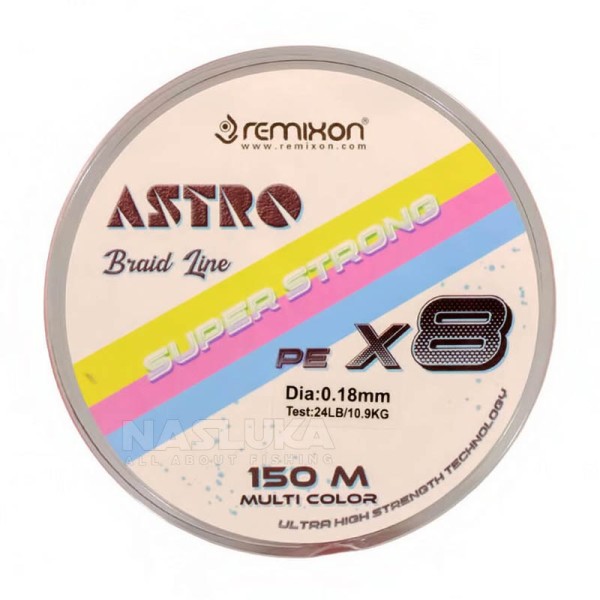 remixon®
www.remixon.com
ASTRO
Braid Line
SUPER STRONG
PE X8
Dia:0.18mm
Test:24LB/10.9KG
NASLUKA
ALL ABOUT FISHING
150 M
MULTI COLOR
ULTRA HIGH STRENGTH TECHNOLOGY